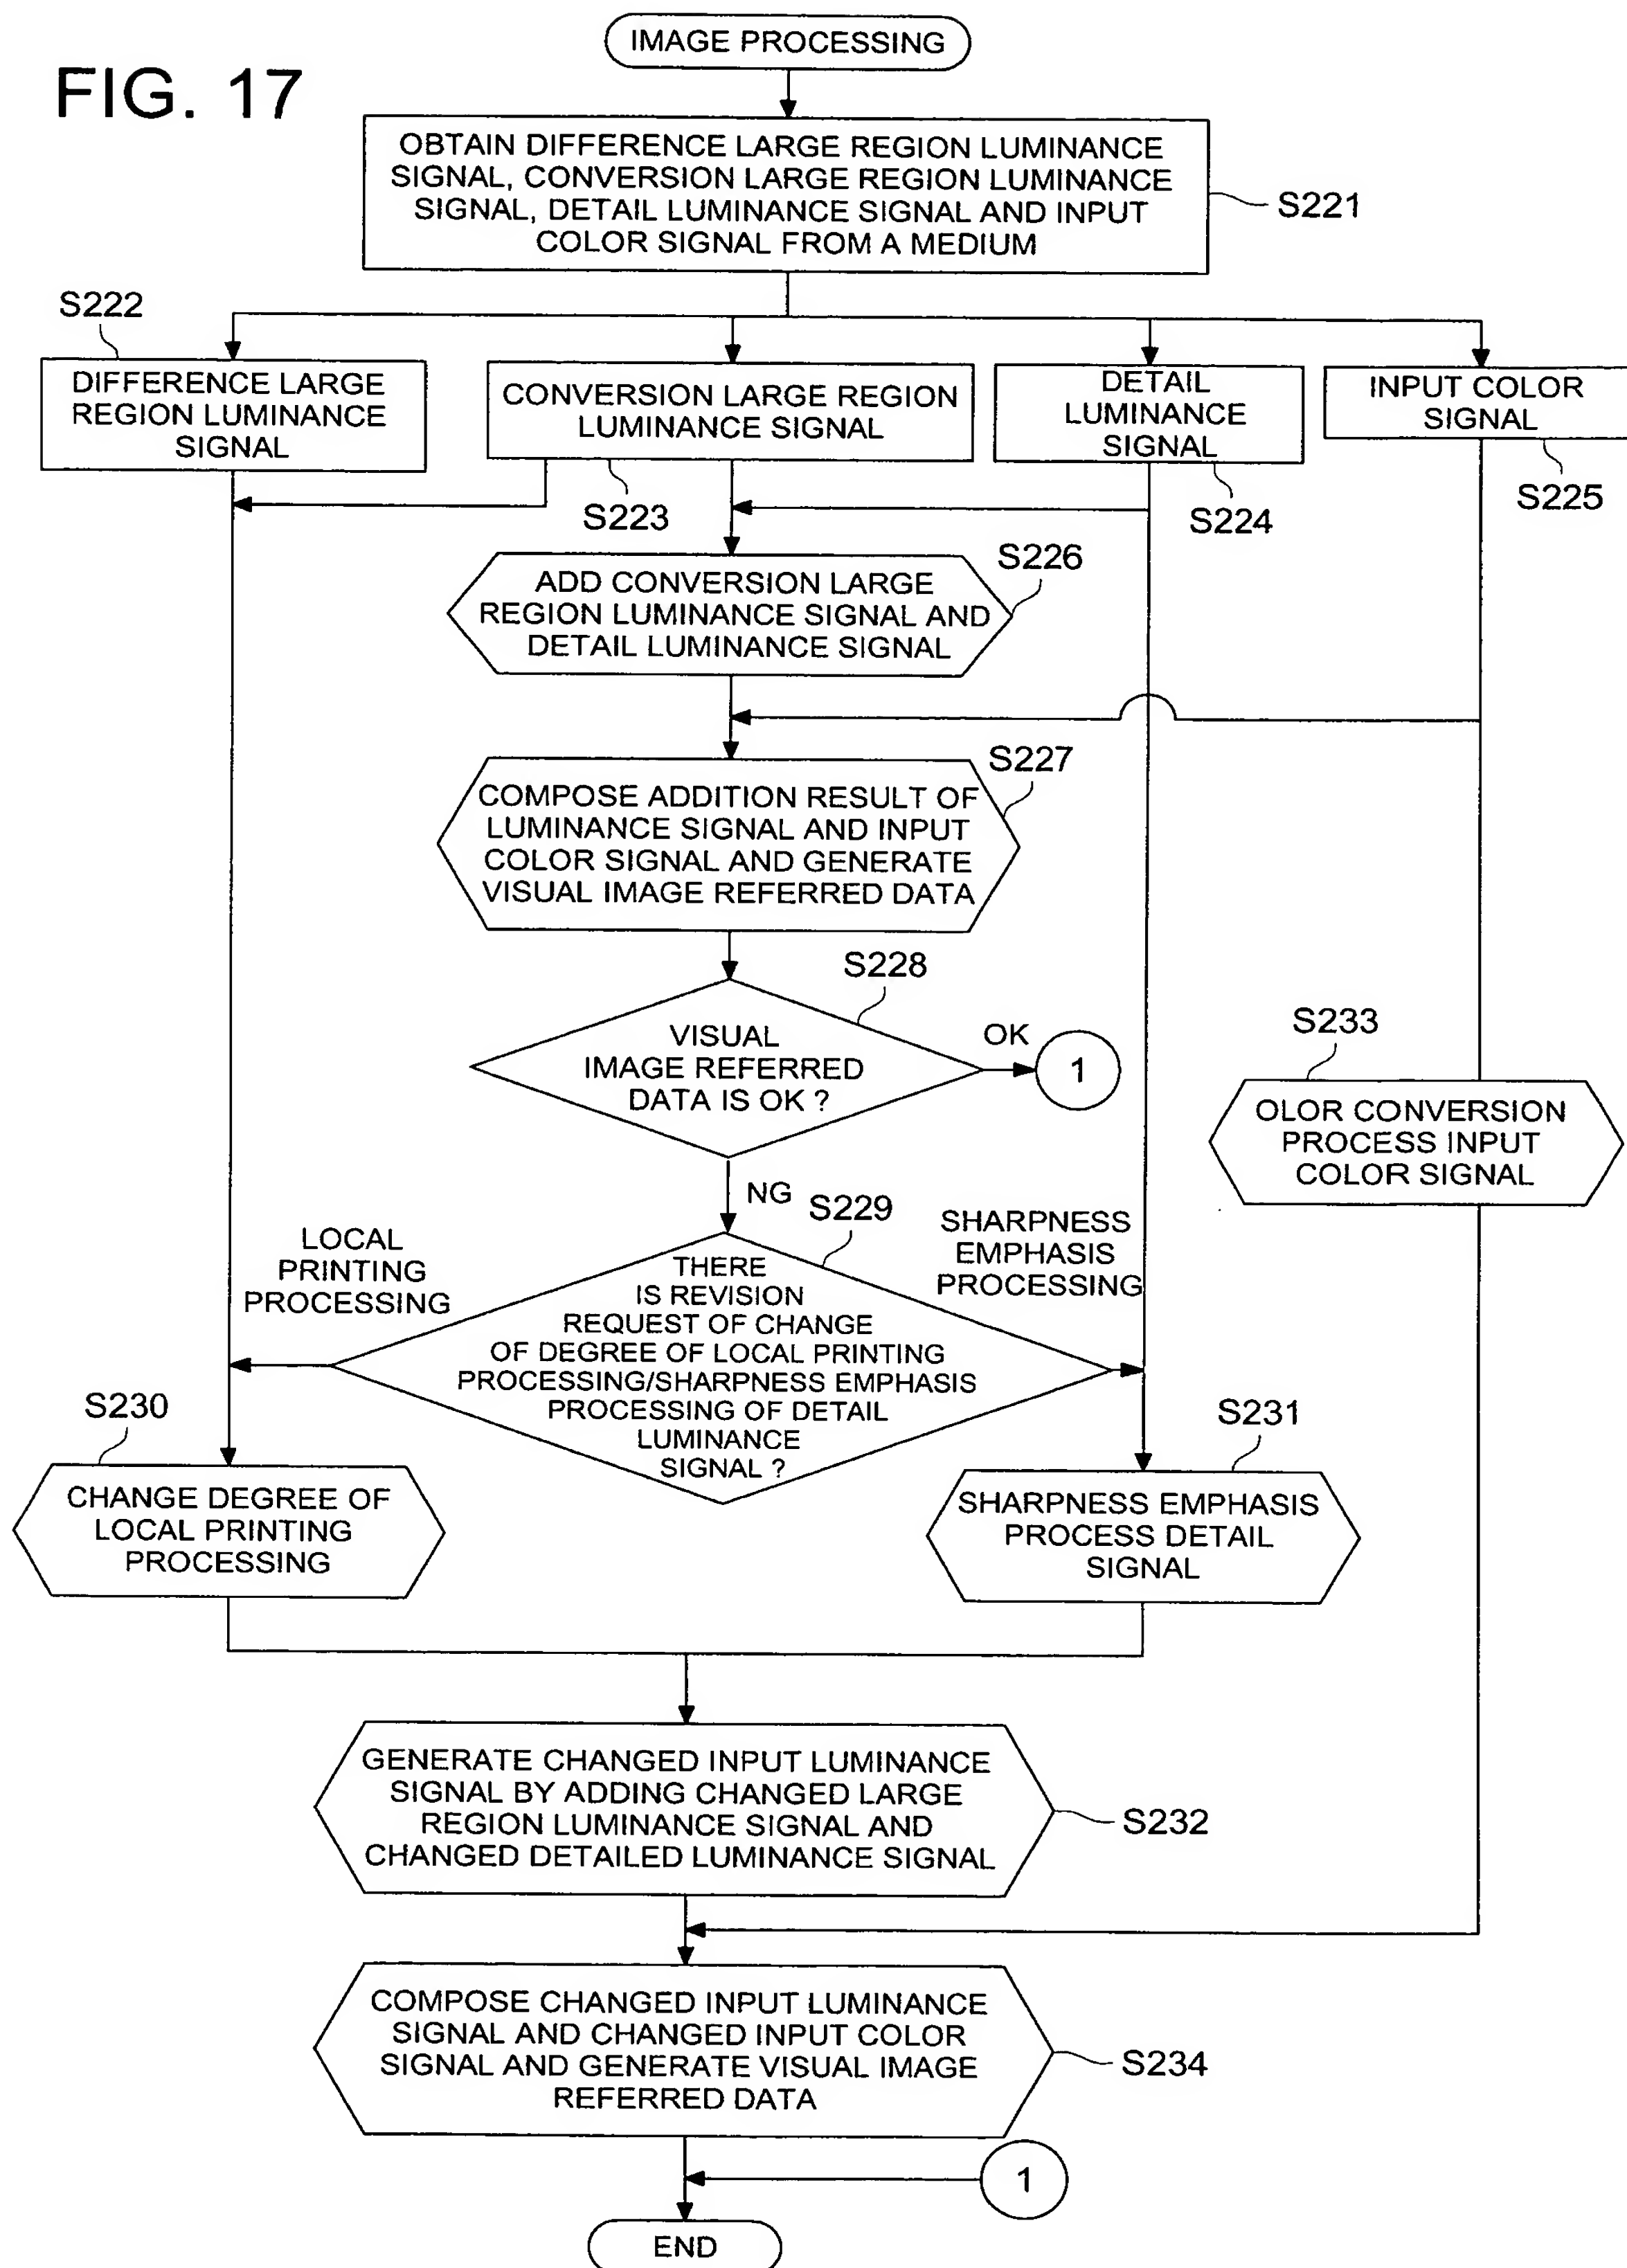 IMAGE PROCESSING
FIG. 17
OBTAIN DIFFERENCE LARGE REGION LUMINANCE
SIGNAL, CONVERSION LARGE REGION LUMINANCE
SIGNAL, DETAIL LUMINANCE SIGNAL AND INPUT
COLOR SIGNAL FROM A MEDIUM
S221
S222
DIFFERENCE LARGE
REGION LUMINANCE
SIGNAL
CONVERSION LARGE REGION
LUMINANCE SIGNAL
S223
DETAIL
LUMINANCE
SIGNAL
S224
INPUT COLOR
SIGNAL
S225
S226
ADD CONVERSION LARGE
REGION LUMINANCE SIGNAL AND
DETAIL LUMINANCE SIGNAL
S227
COMPOSE ADDITION RESULT OF
LUMINANCE SIGNAL AND INPUT
COLOR SIGNAL AND GENERATE
VISUAL IMAGE REFERRED DATA
S228
VISUAL
IMAGE REFERRED
DATA IS OK ?
OK
1
S233
OLOR CONVERSION
PROCESS INPUT
COLOR SIGNAL
NG
S229
LOCAL
PRINTING
PROCESSING
THERE
IS REVISION
REQUEST OF CHANGE
OF DEGREE OF LOCAL PRINTING
PROCESSING/SHARPNESS EMPHASIS
PROCESSING OF DETAIL
LUMINANCE
SIGNAL ?
SHARPNESS
EMPHASIS
PROCESSING
S230
CHANGE DEGREE OF
LOCAL PRINTING
PROCESSING
S231
SHARPNESS EMPHASIS
PROCESS DETAIL
SIGNAL
GENERATE CHANGED INPUT LUMINANCE
SIGNAL BY ADDING CHANGED LARGE
REGION LUMINANCE SIGNAL AND
CHANGED DETAILED LUMINANCE SIGNAL
S232
COMPOSE CHANGED INPUT LUMINANCE
SIGNAL AND CHANGED INPUT COLOR
SIGNAL AND GENERATE VISUAL IMAGE
REFERRED DATA
S234
1
END